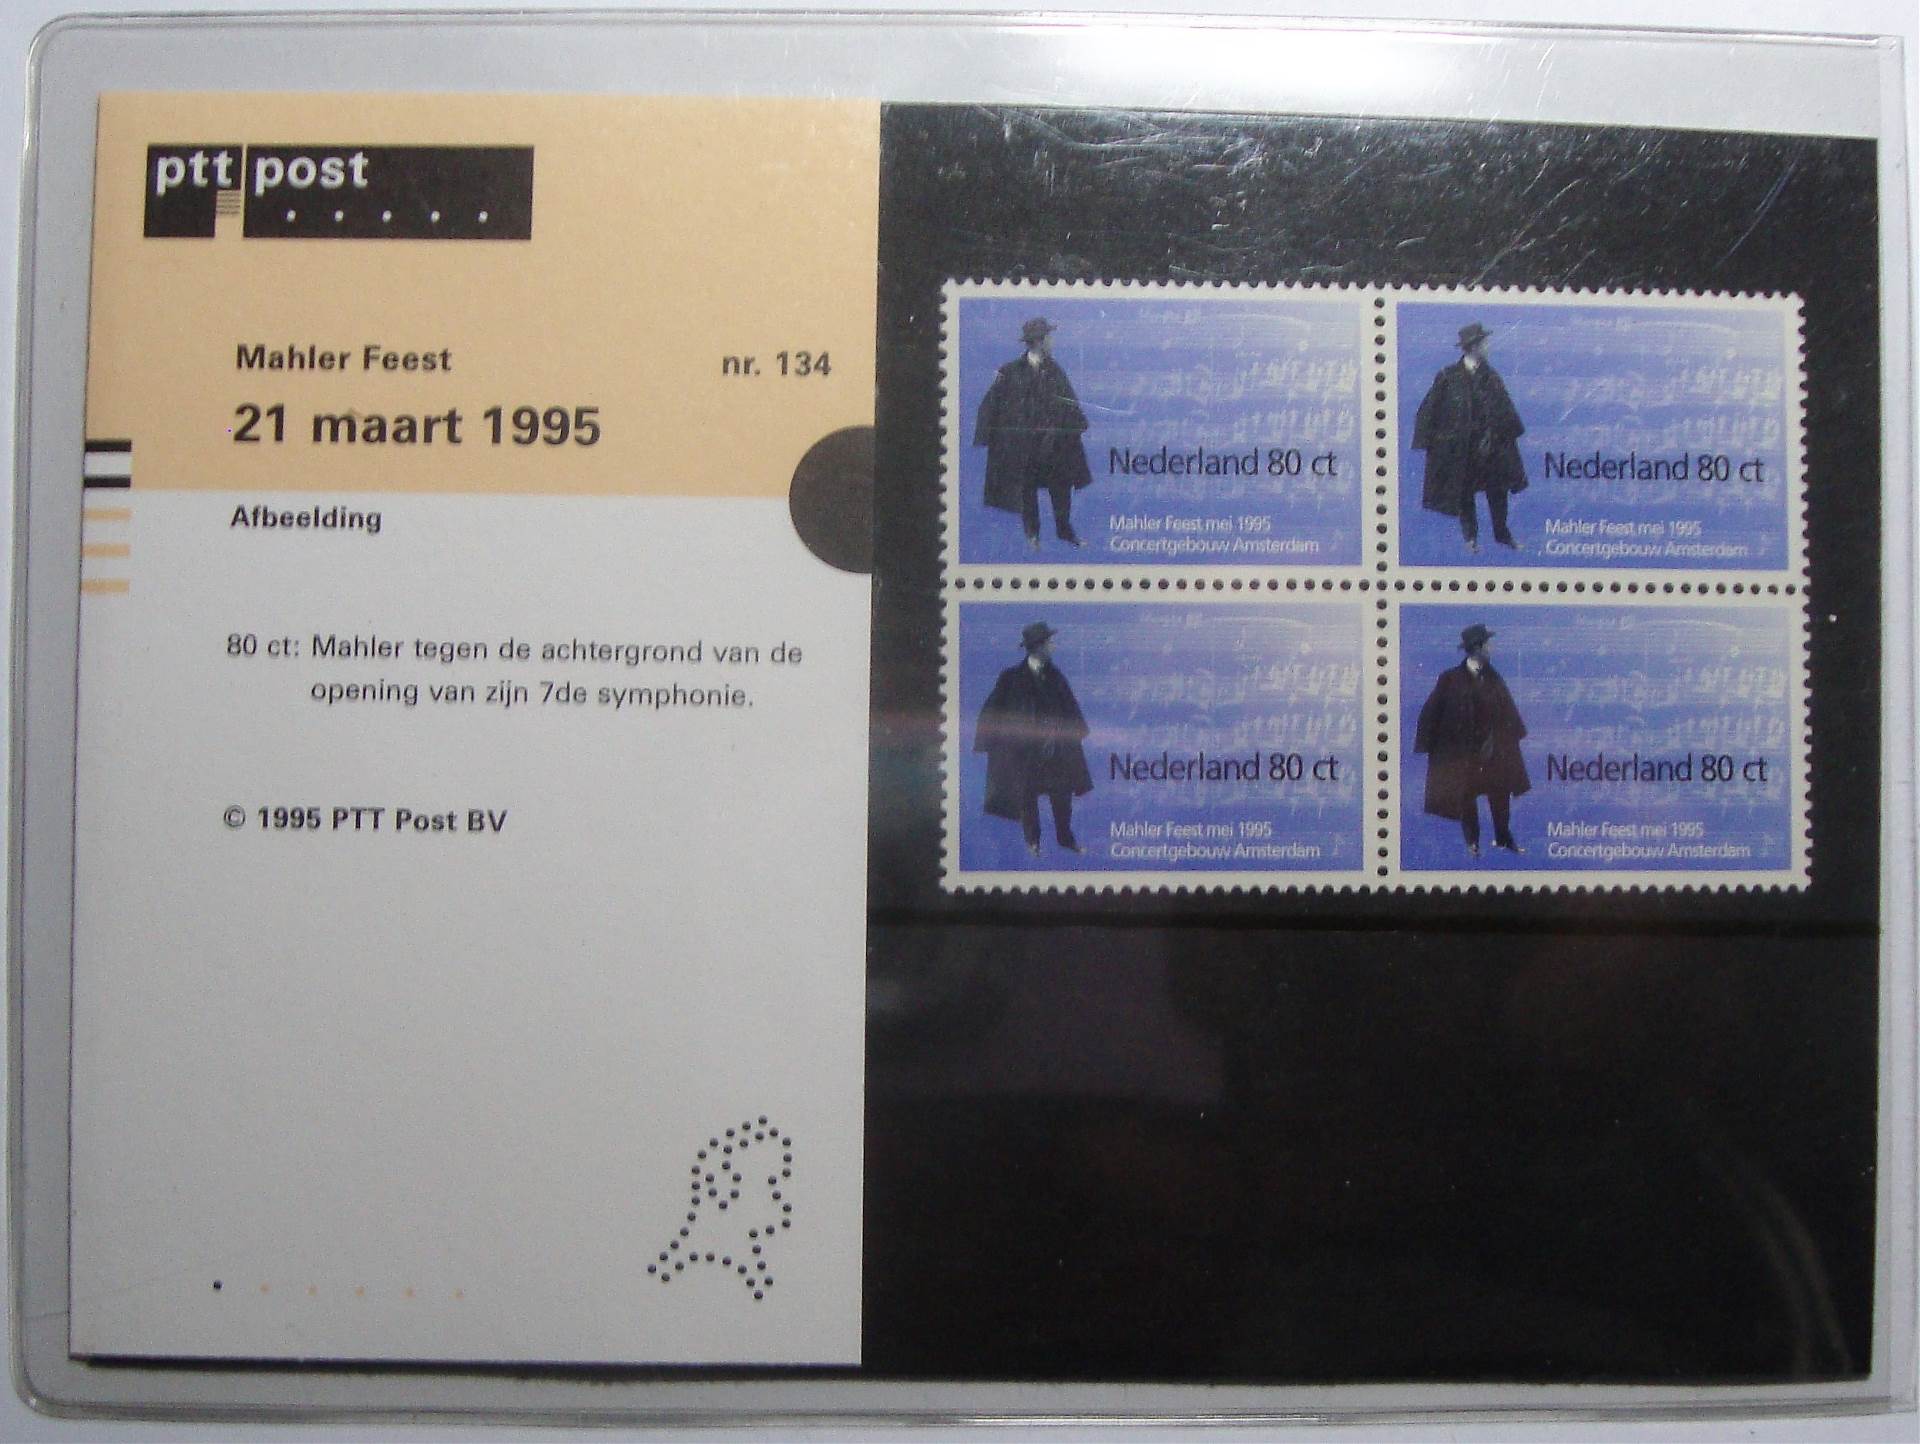 ptt post
Mahler Feest nr. 134
21 maart 1995
Afbeelding
80 ct: Mahler tegen de achtergrond van de
opening van zijn 7de symphonie.
© 1995 PTT Post BV
Nederland 80 ct
Mahler Feest mei 1995
Concertgebouw Amsterdam
Nederland 80 ct
Mahler Feest mei 1995
Concertgebouw Amsterdam
Nederland 80 ct
Mahler Feest mei 1995
Concertgebouw Amsterdam
Nederland 80 ct
Mahler Feest mei 1995
Concertgebouw Amsterdam